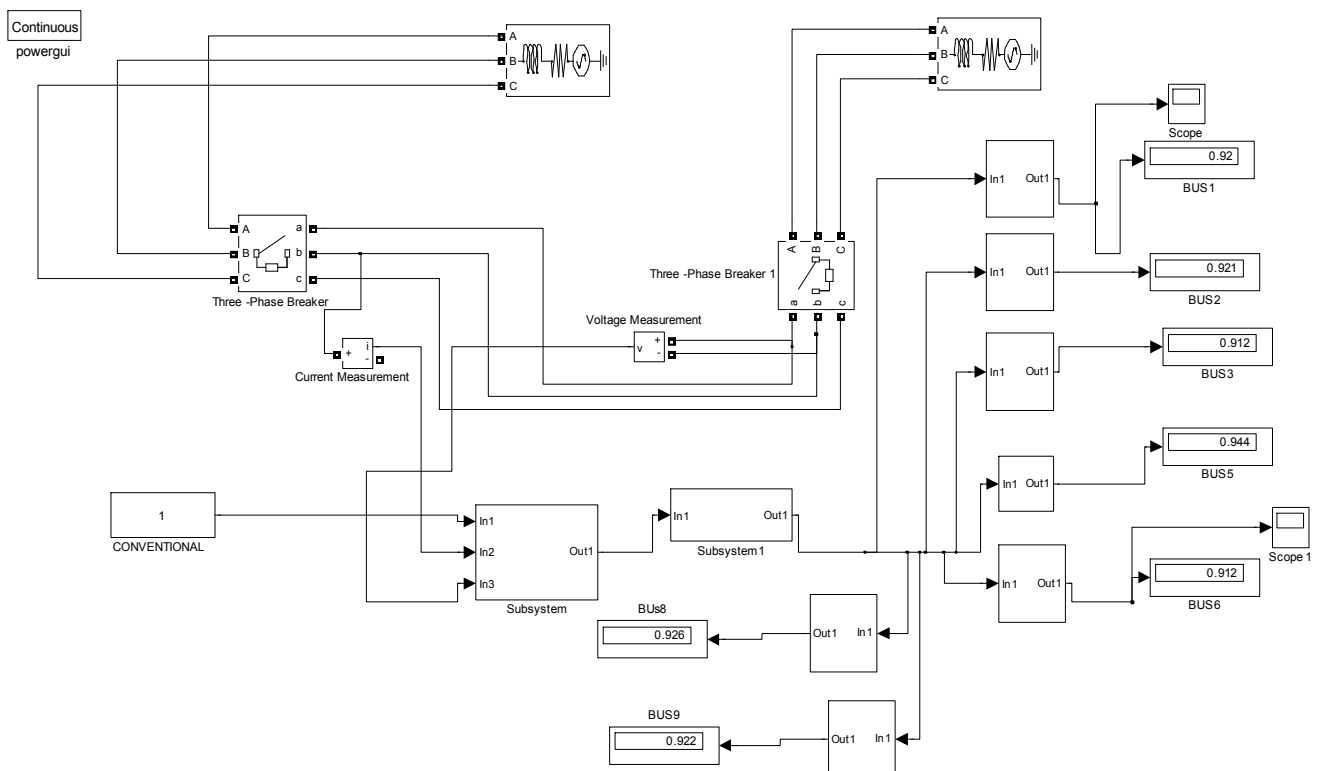 Continuous
powergui
A
B
C
A
B
C
Scope
In1 Out1
0.92
BUS1
A a
B b
C c
Three -Phase Breaker
A B C
a b c
Three -Phase Breaker 1
In1 Out1
0.921
BUS2
Voltage Measurement
v + -
+ i -
Current Measurement
In1 Out1
0.912
BUS3
In1 Out1
0.944
BUS5
1
CONVENTIONAL
In1
In2
In3
Out1
Subsystem
In1 Out1
Subsystem1
Scope 1
In1 Out1
0.912
BUS6
BUs8
0.926
Out1 In1
BUS9
0.922
Out1 In1